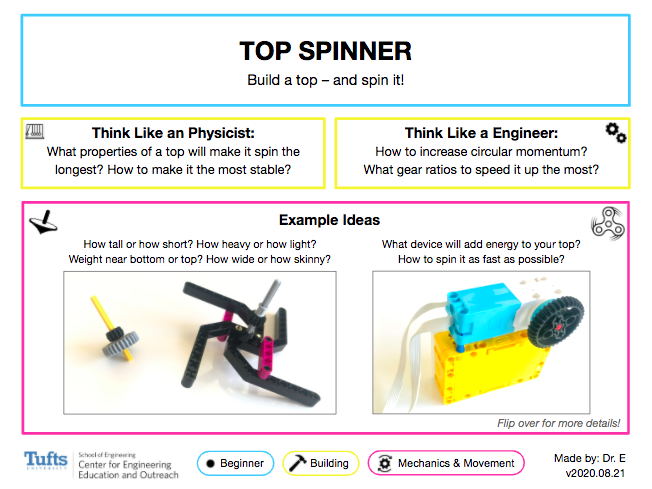 TOP SPINNER
Build a top – and spin it!
Think Like an Physicist:
What properties of a top will make it spin the
longest? How to make it the most stable?
Think Like a Engineer:
How to increase circular momentum?
What gear ratios to speed it up the most?
Example Ideas
How tall or how short? How heavy or how light?
Weight near bottom or top? How wide or how skinny?
What device will add energy to your top?
How to spin it as fast as possible?
Flip over for more details!
Tufts
UNIVERSITY
School of Engineering
Center for Engineering
Education and Outreach
Beginner
Building
Mechanics & Movement
Made by: Dr. E
v2020.08.21